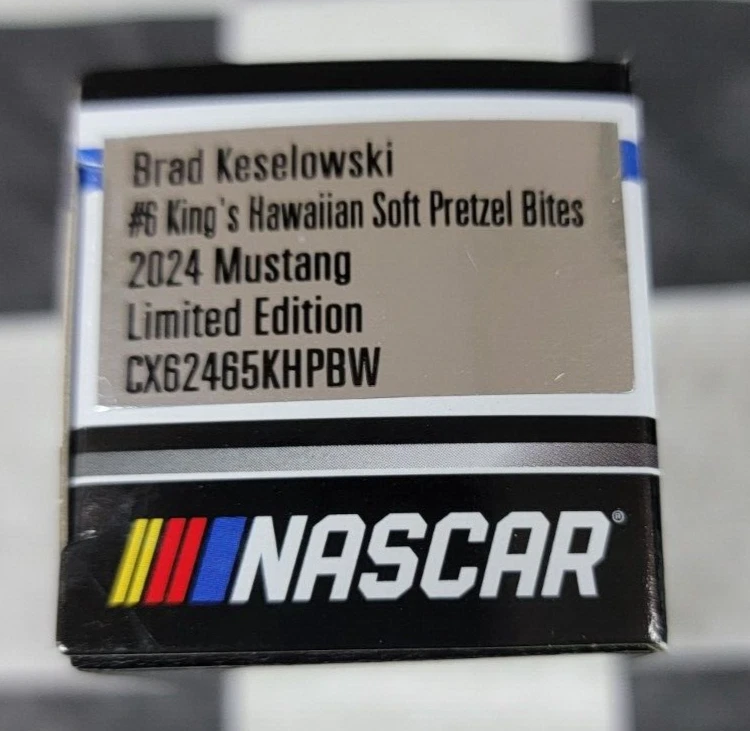 Brad Keselowski
#6 King's Hawaiian Soft Pretzel Bites
2024 Mustang
Limited Edition
CX62465KHPBW
NASCAR®